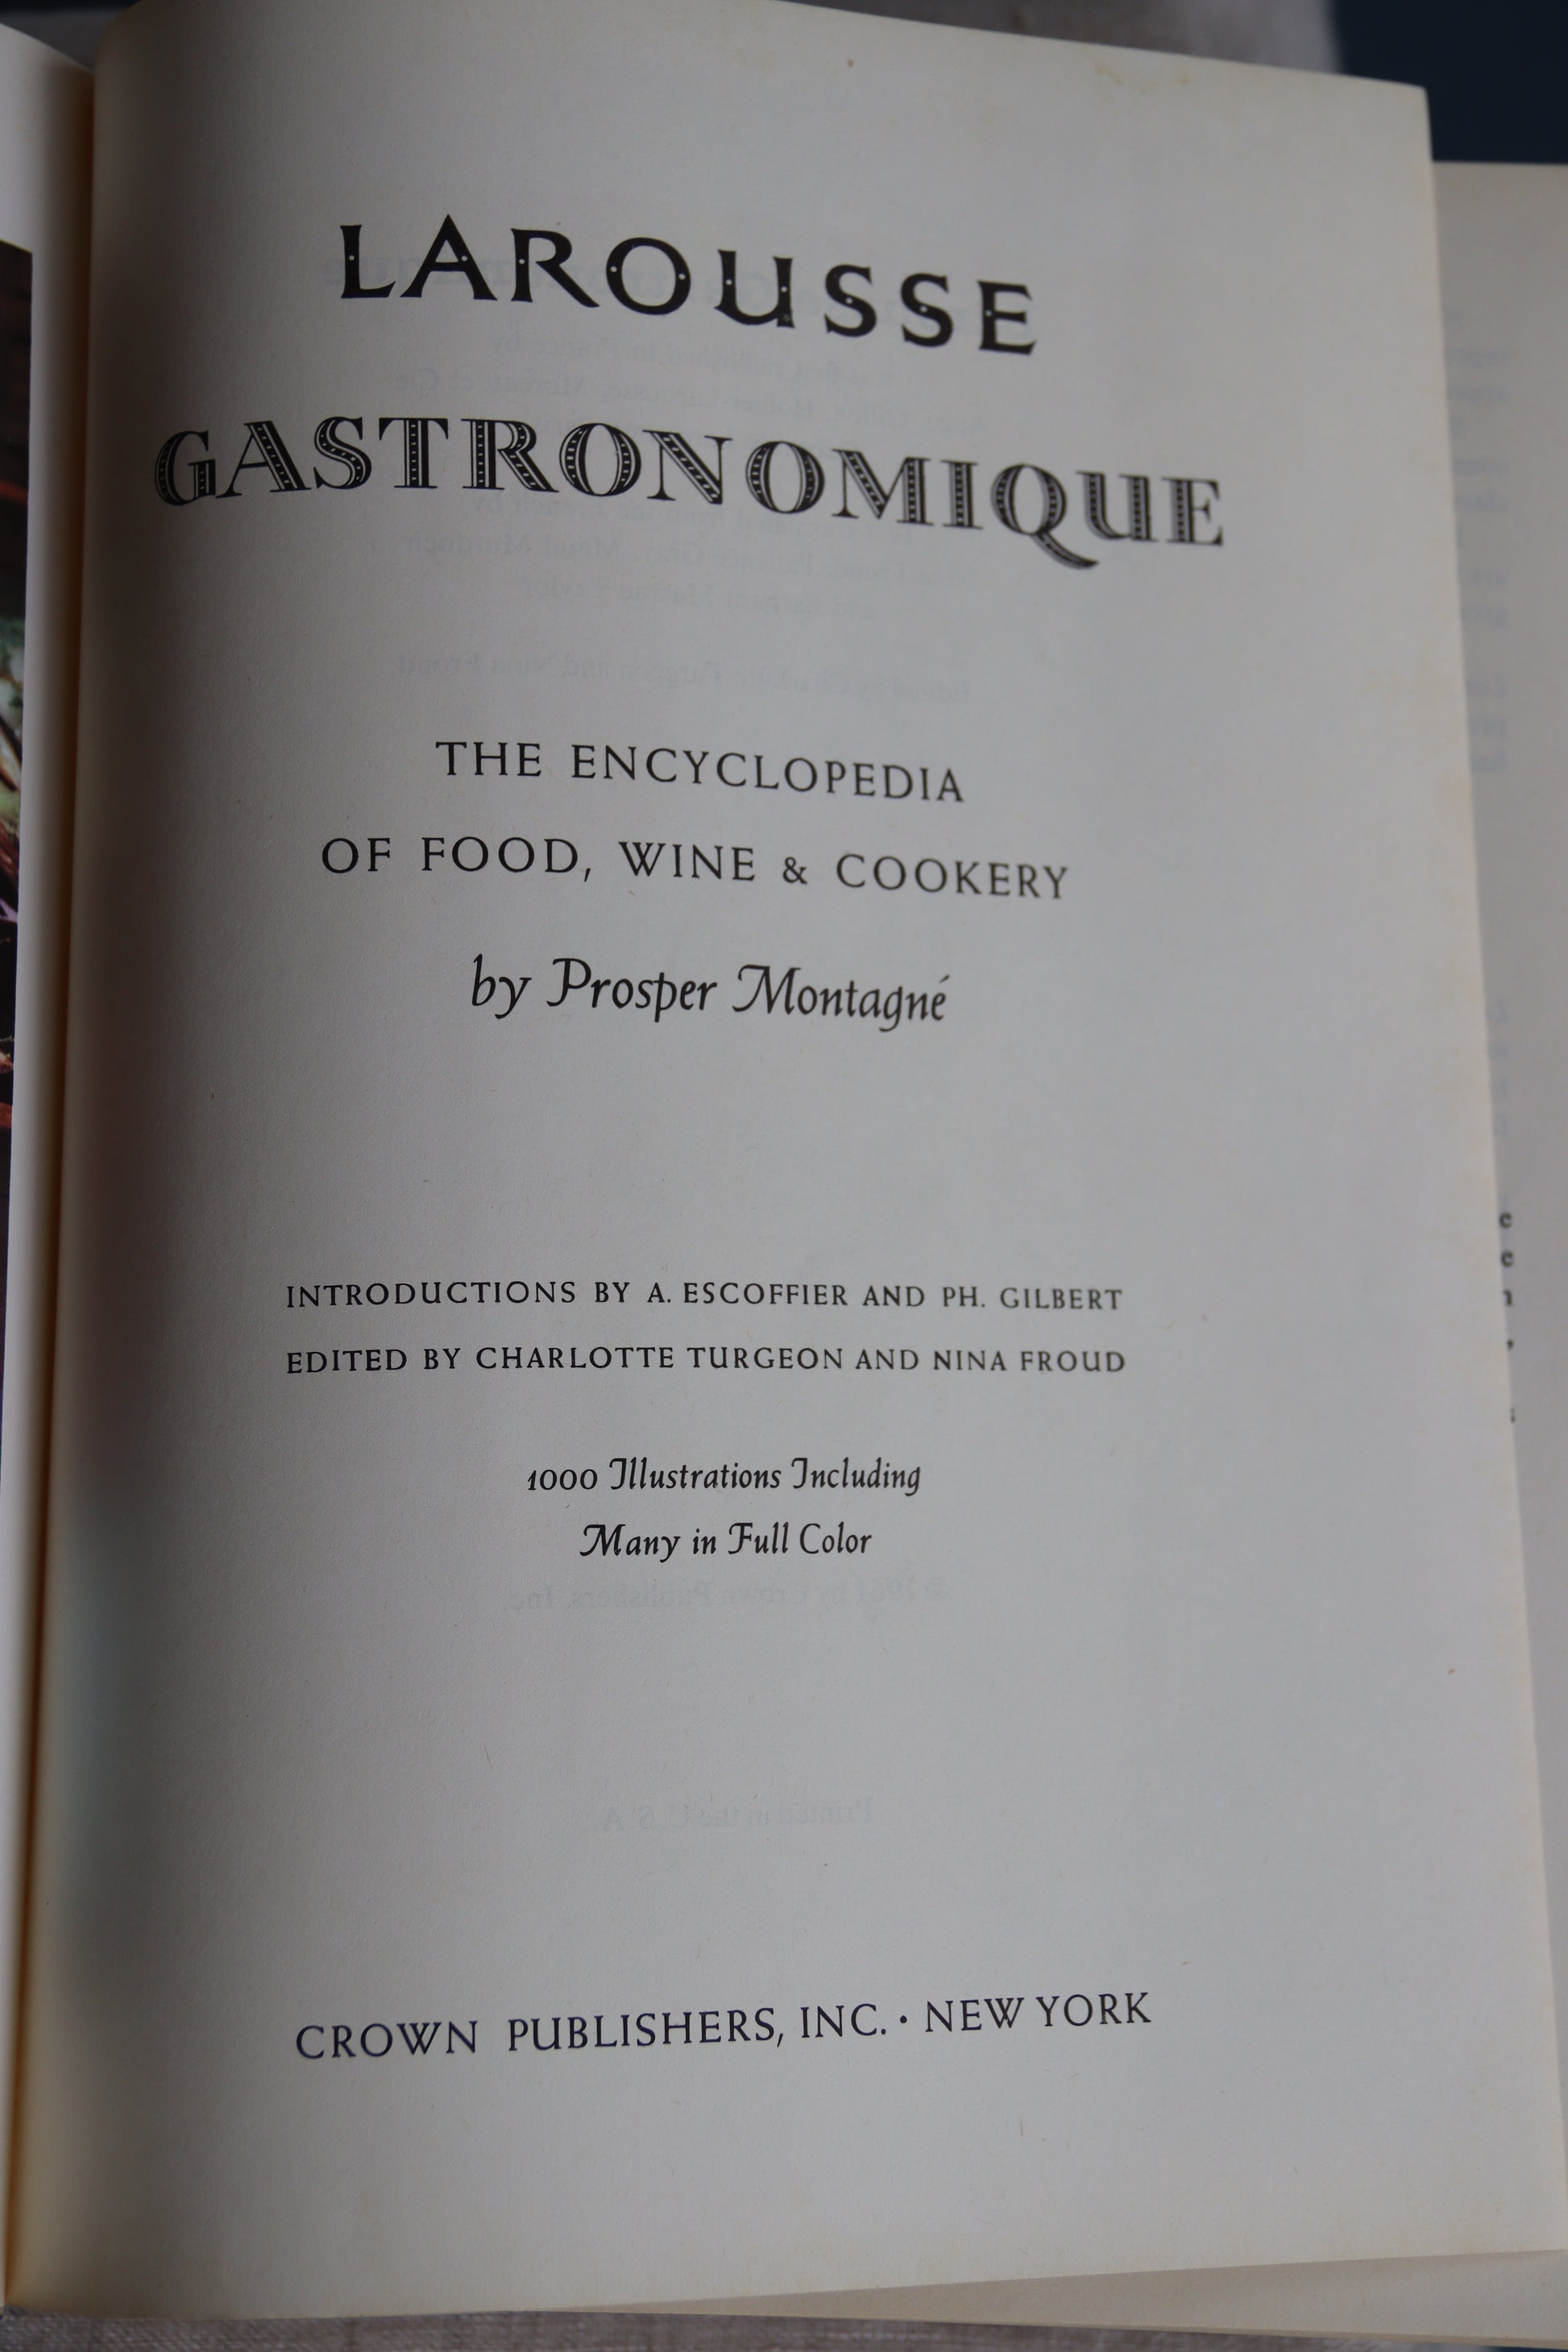 LAROUSSE
GASTRONOMIQUE
THE ENCYCLOPEDIA
OF FOOD, WINE & COOKERY
by Prosper Montagné
INTRODUCTIONS BY A. ESCOFFIER AND PH. GILBERT
EDITED BY CHARLOTTE TURGEON AND NINA FROUD
1000 Illustrations Including
Many in Full Color
CROWN PUBLISHERS, INC. · NEW YORK